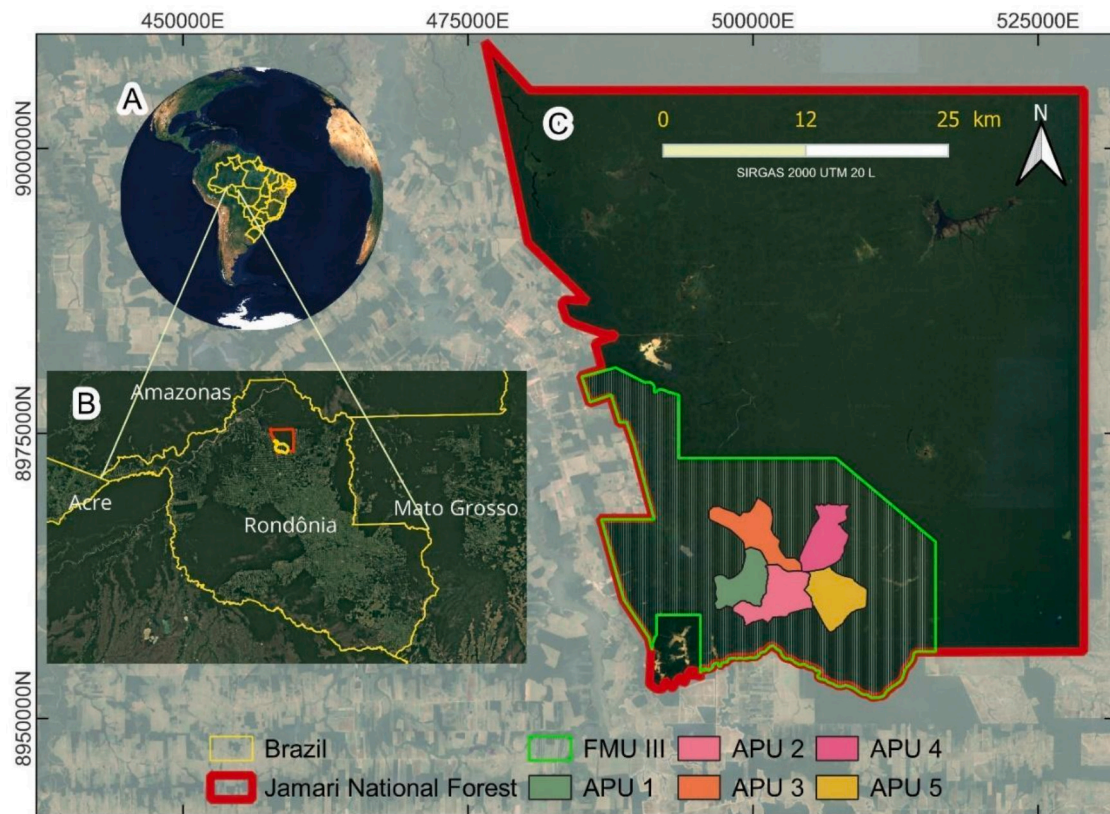 450000E 475000E 500000E 525000E
9000000N
8975000N
8950000N
A
B
C
0 12 25 km
SIRGAS 2000 UTM 20 L
N
Amazonas
Acre
Rondônia
Mato Grosso
Brazil FMU III APU 2 APU 4
Jamari National Forest APU 1 APU 3 APU 5